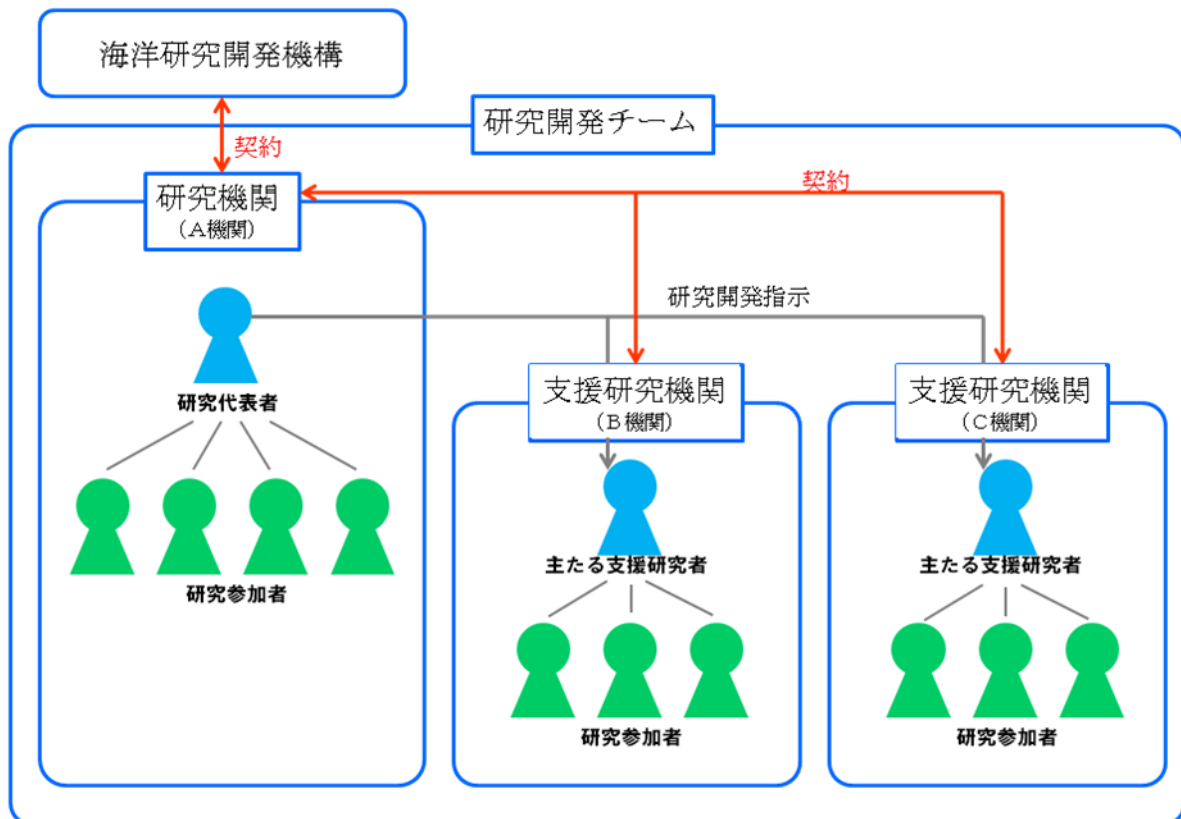 海洋研究開発機構
研究開発チーム
契約
研究機関
（A機関）
契約
研究開発指示
研究代表者
支援研究機関
（B機関）
支援研究機関
（C機関）
研究参加者
主たる支援研究者
主たる支援研究者
研究参加者
研究参加者